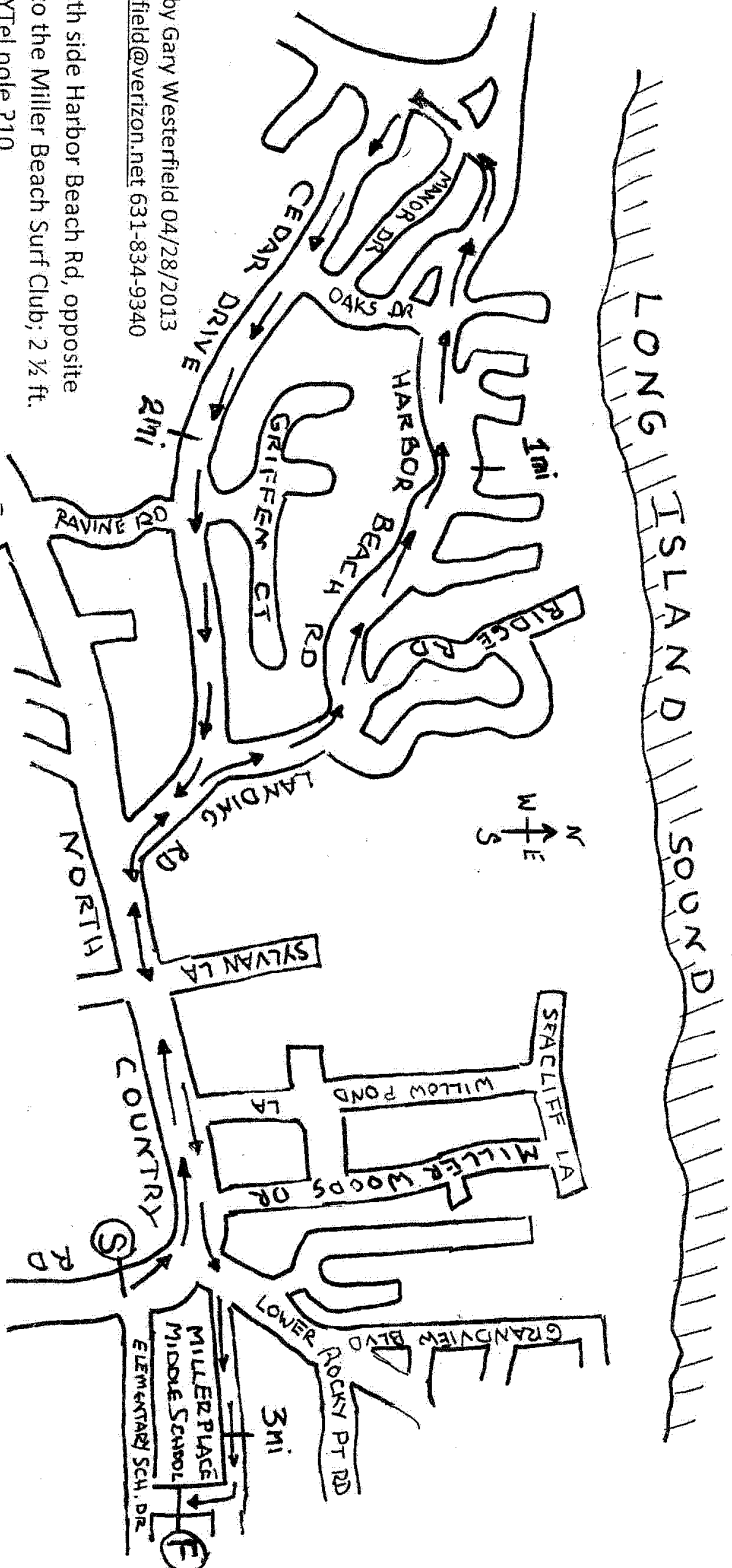 by Gary Westerfield 04/28/2013
field@verizon.net 631-834-9340
th side Harbor Beach Rd, opposite
to the Miller Beach Surf Club; 2 ½ ft.
YTel pole
LONG ISLAND SOUND
MANOR DR
OAKS DR
CEDAR DRIVE
HARBOR BEACH RD
1mi
2mi
GRIFFEN CT
RAVINE RD
RIDGE RD
LANDING RD
N
W E
S
NORTH COUNTRY RD
SYLVAN LA
SEACLIFF LA
WILLOW POND LA
MILLER WOODS DR
GRANDVIEW BLVD
LOWER ROCKY PT RD
S
MILLER PLACE
MIDDLE SCHOOL
ELEMENTARY SCH. DR
3mi
F